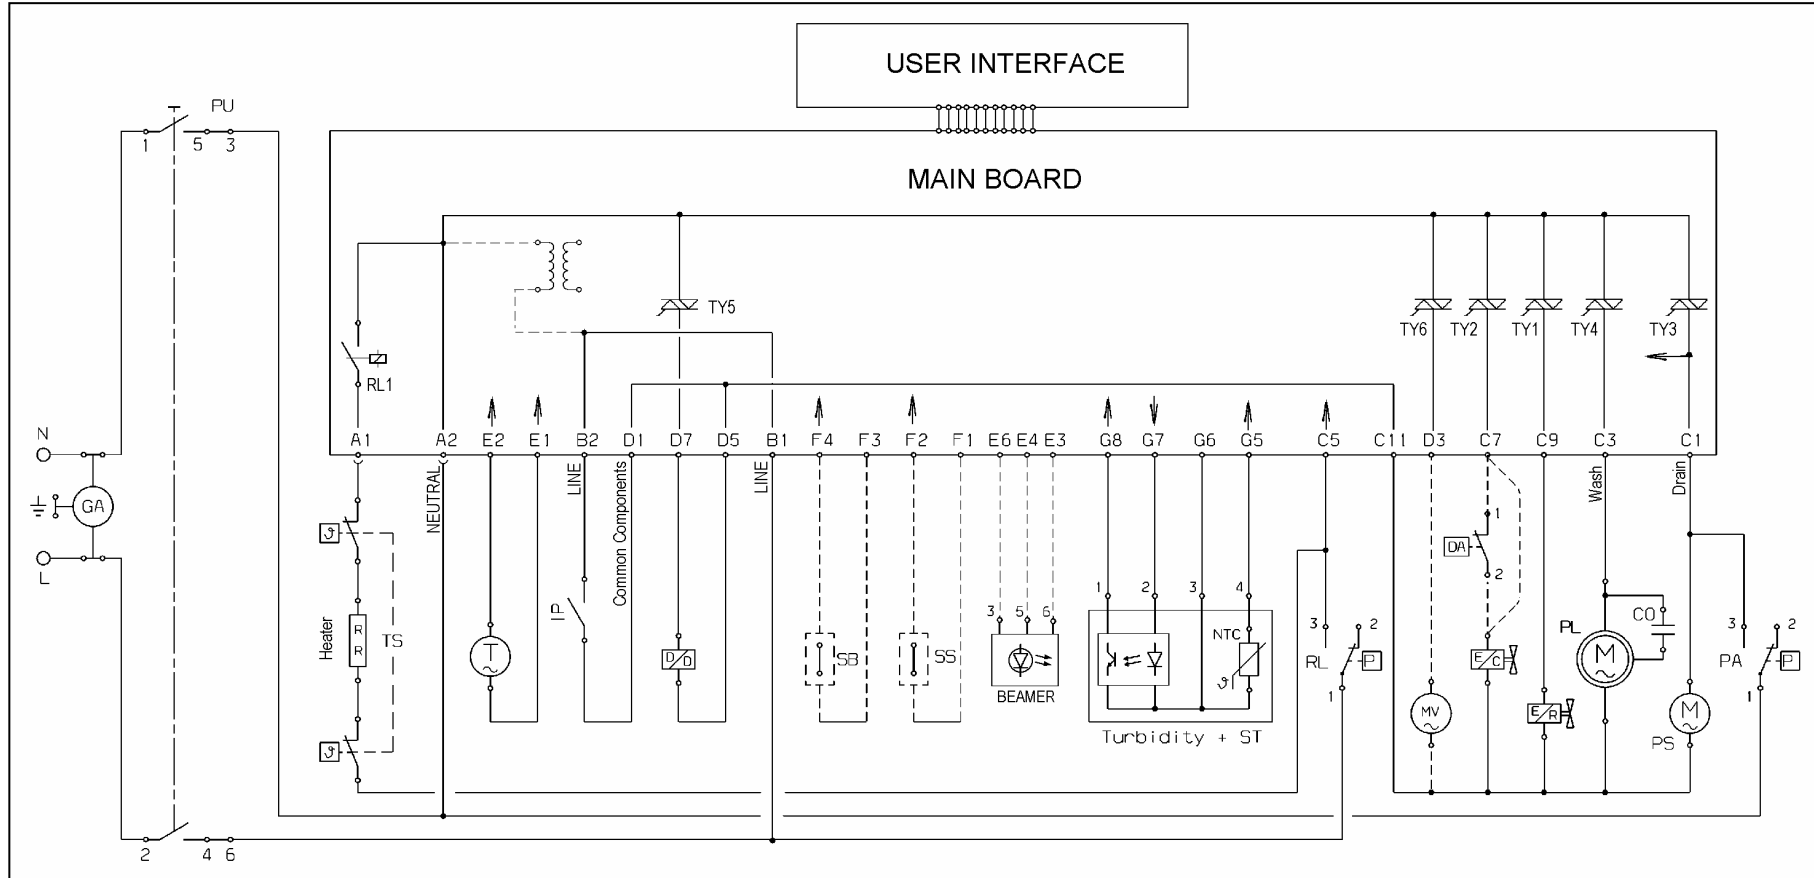 USER INTERFACE
PU
1 5 3
MAIN BOARD
TY5
TY6 TY2 TY1 TY4 TY3
RL1
N
A1 A2 E2 E1 B2 D1 D7 D5 B1 F4 F3 F2 F1 E6 E4 E3 G8 G7 G6 G5 C5 C11 D3 C7 C9 C3 C1
NEUTRAL
LINE
Common Components
LINE
Wash
Drain
GA
L
ϑ
1
DA
2
IP
1 2 3 4
3 5 6
Heater
R
R
TS
T
~
D/D
SB
SS
BEAMER
NTC
ϑ
3 2
RL P
1
E/C
PL
M
~
CO
3 2
PA P
1
MV
~
E/R
M
~
PS
Turbidity + ST
ϑ
2 4 6